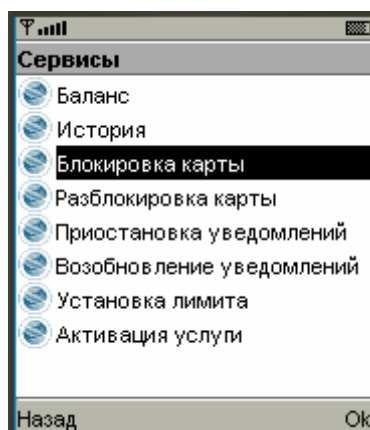 Сервисы
Баланс
История
Блокировка карты
Разблокировка карты
Приостановка уведомлений
Возобновление уведомлений
Установка лимита
Активация услуги
Назад Ok